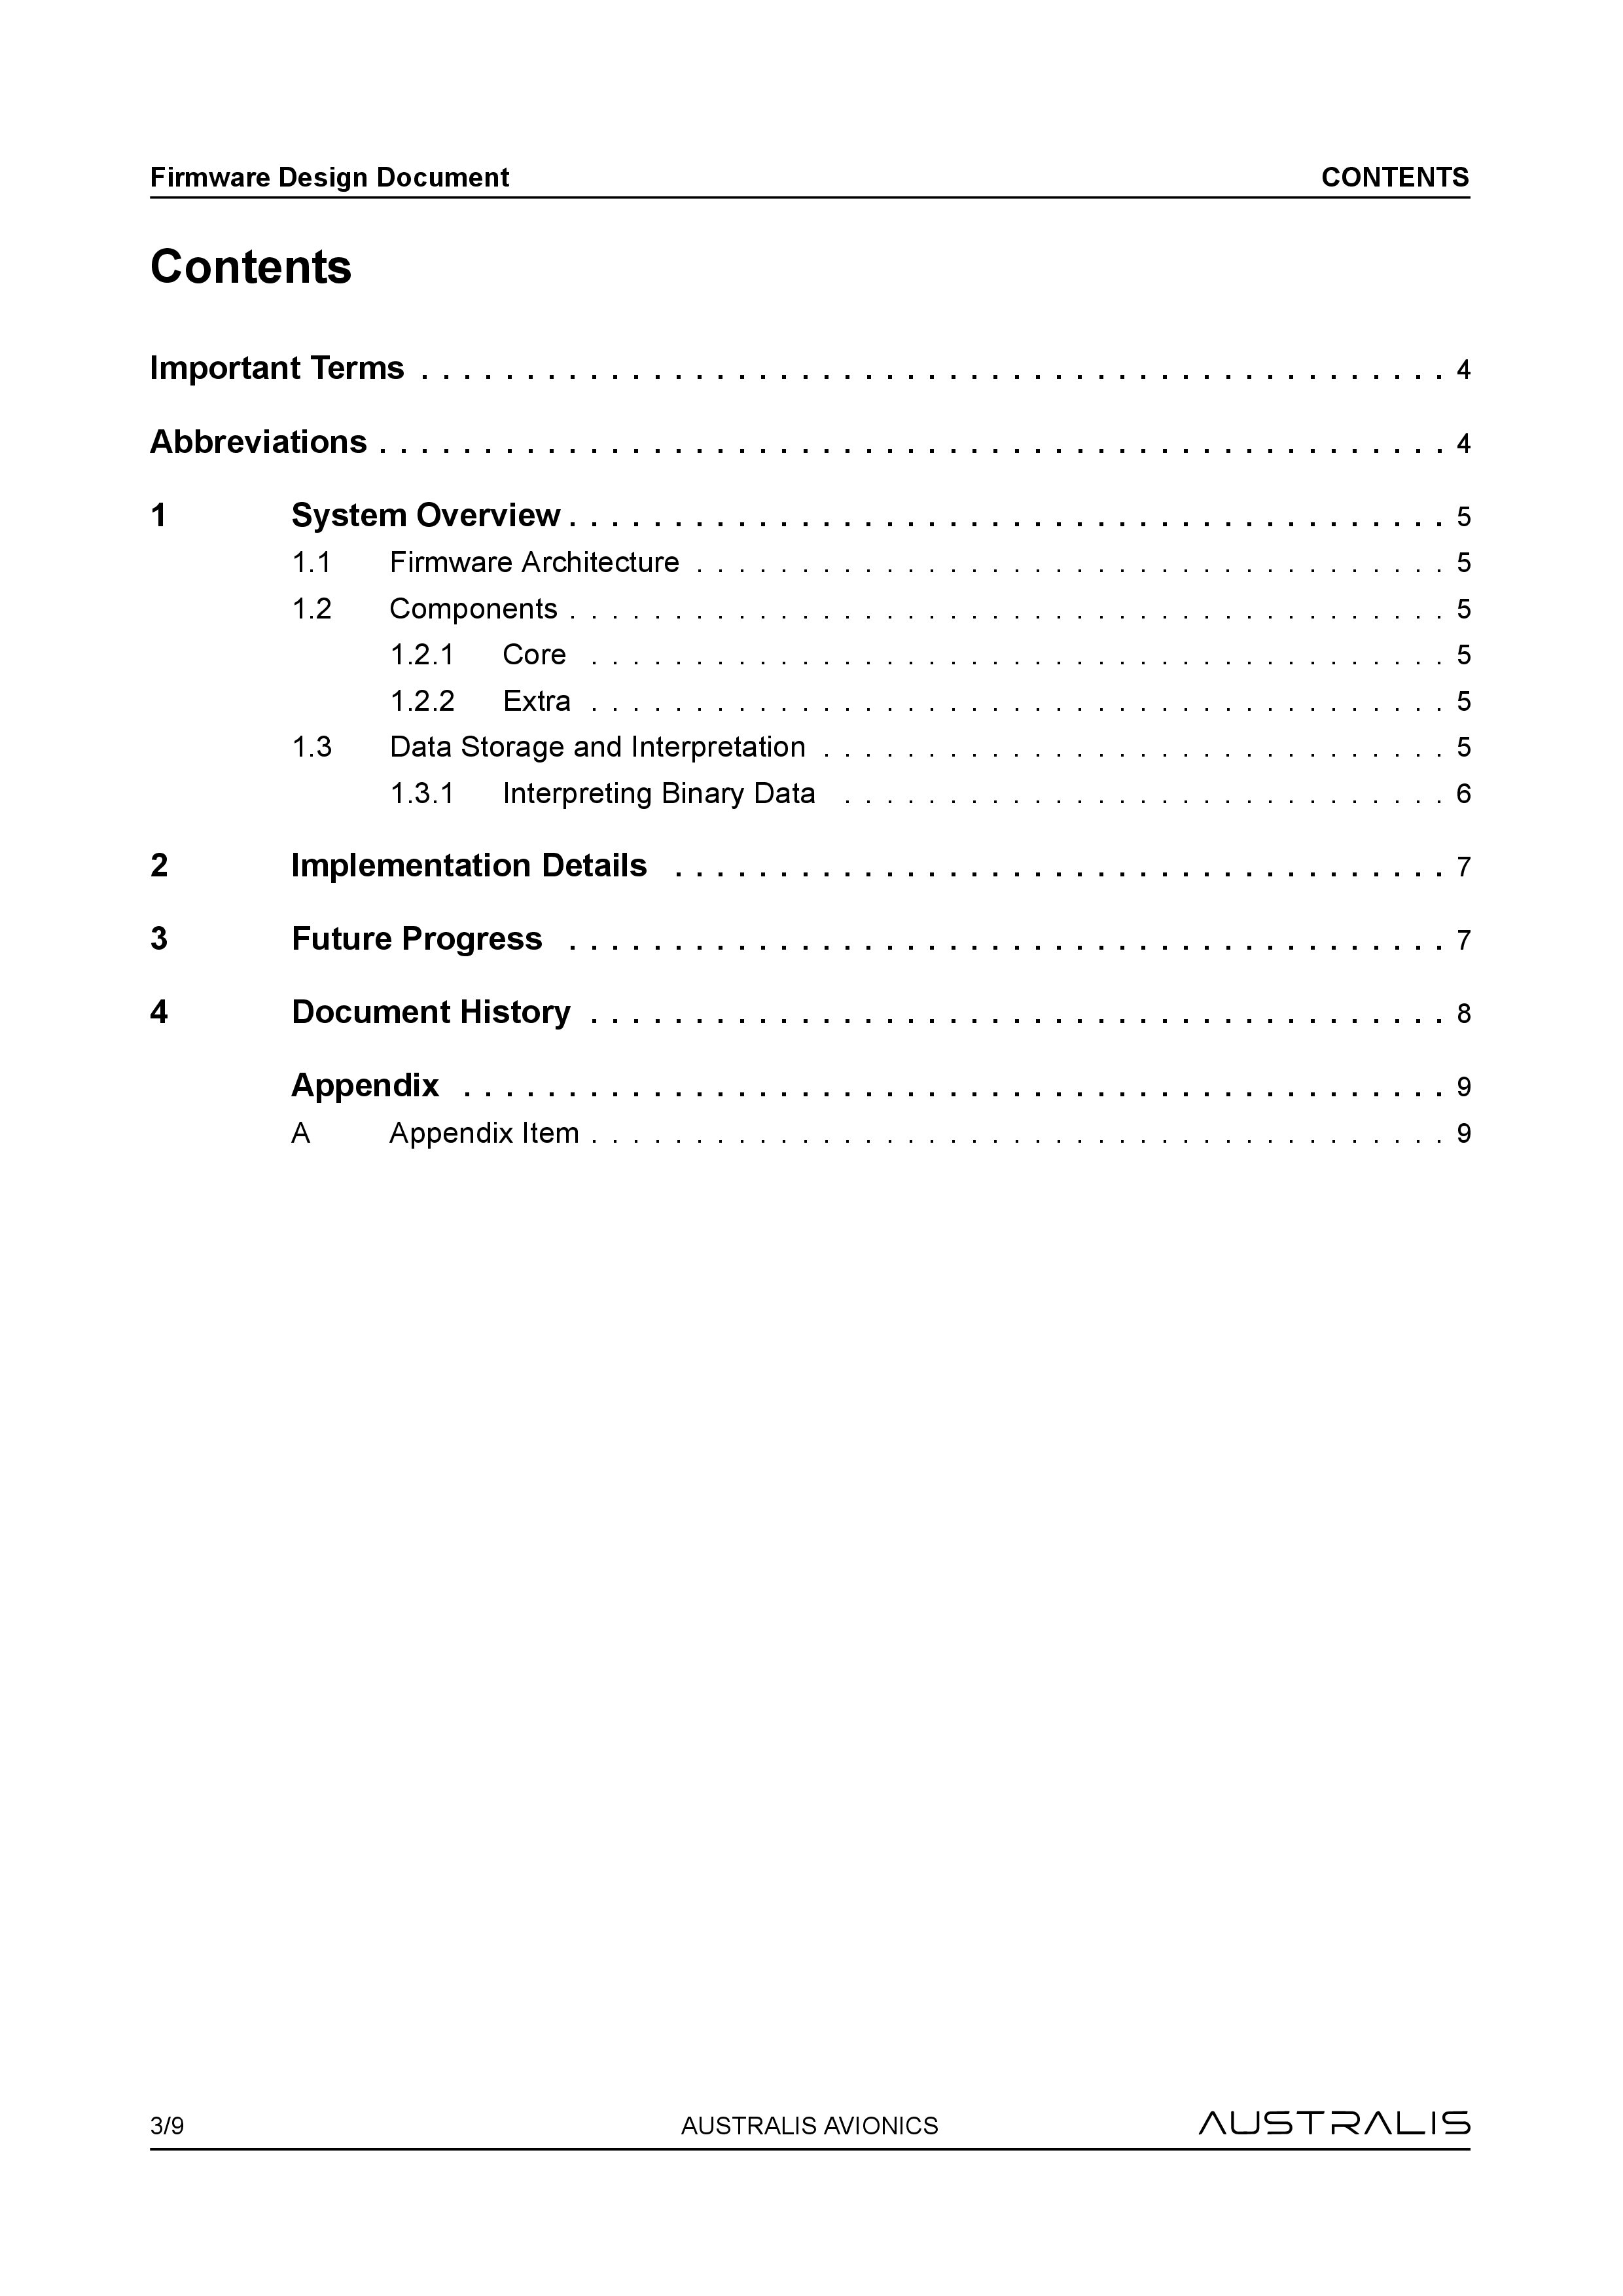 Firmware Design Document CONTENTS
Contents
Important Terms . . . . . . . . . . . . . . . . . . . . . . . . . . . . . . . . . . . . . . . . . . . . . . . . . 4
Abbreviations . . . . . . . . . . . . . . . . . . . . . . . . . . . . . . . . . . . . . . . . . . . . . . . . . . . 4
1 System Overview . . . . . . . . . . . . . . . . . . . . . . . . . . . . . . . . . . . . . . . . . . 5
1.1 Firmware Architecture . . . . . . . . . . . . . . . . . . . . . . . . . . . . . . . . . . . . 5
1.2 Components . . . . . . . . . . . . . . . . . . . . . . . . . . . . . . . . . . . . . . . . . . 5
1.2.1 Core . . . . . . . . . . . . . . . . . . . . . . . . . . . . . . . . . . . . . . . . . 5
1.2.2 Extra . . . . . . . . . . . . . . . . . . . . . . . . . . . . . . . . . . . . . . . . . 5
1.3 Data Storage and Interpretation . . . . . . . . . . . . . . . . . . . . . . . . . . . . . . 5
1.3.1 Interpreting Binary Data . . . . . . . . . . . . . . . . . . . . . . . . . . . . . 6
2 Implementation Details . . . . . . . . . . . . . . . . . . . . . . . . . . . . . . . . . . . . . 7
3 Future Progress . . . . . . . . . . . . . . . . . . . . . . . . . . . . . . . . . . . . . . . . . . 7
4 Document History . . . . . . . . . . . . . . . . . . . . . . . . . . . . . . . . . . . . . . . . . 8
Appendix . . . . . . . . . . . . . . . . . . . . . . . . . . . . . . . . . . . . . . . . . . . . . . . 9
A Appendix Item . . . . . . . . . . . . . . . . . . . . . . . . . . . . . . . . . . . . . . . . . 9
3/9 AUSTRALIS AVIONICS AUSTRALIS